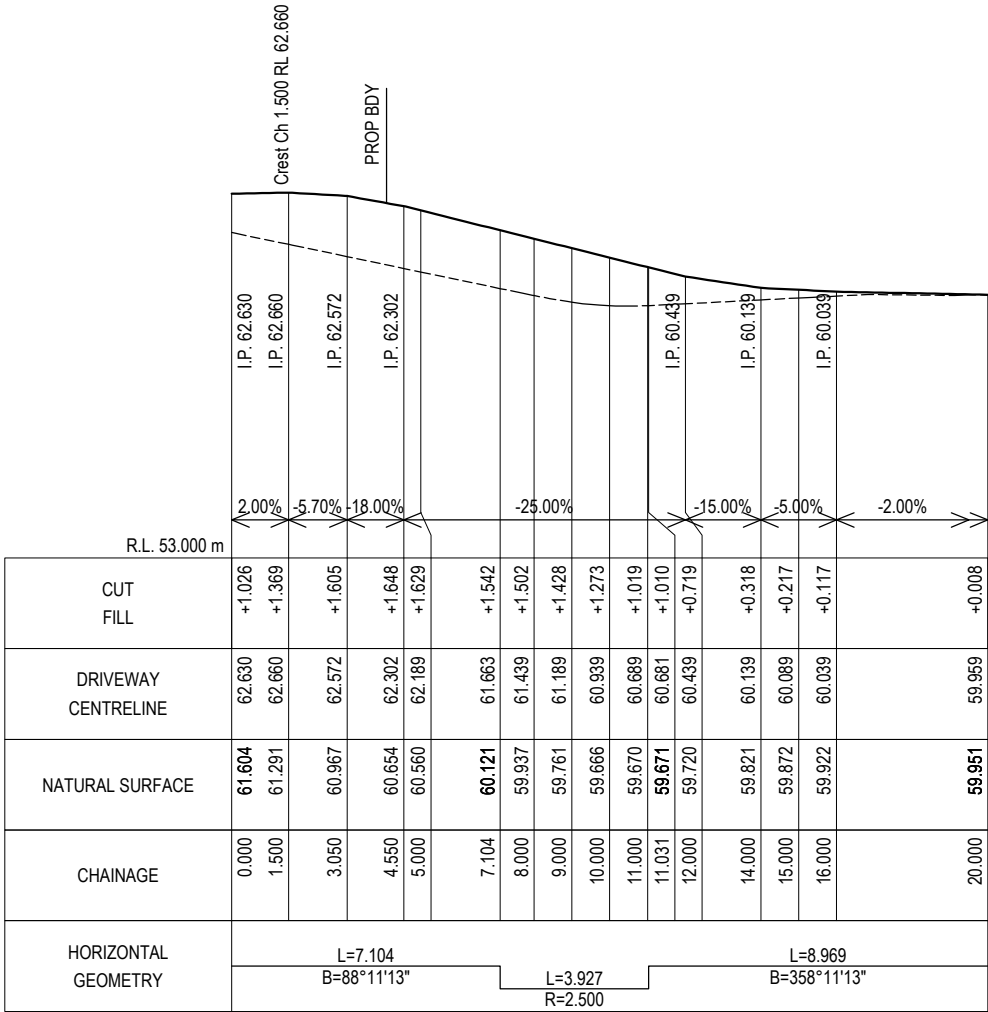 Crest Ch 1.500 RL 62.660
PROP BDY
I.P. 62.630
I.P. 62.660
I.P. 62.572
I.P. 62.302
I.P. 60.439
I.P. 60.139
I.P. 60.039
2.00% -5.70% -18.00% -25.00% -15.00% -5.00% -2.00%
R.L. 53.000 m
CUT
FILL
+1.026 +1.369 +1.605 +1.648 +1.629 +1.542 +1.502 +1.428 +1.273 +1.019 +1.010 +0.719 +0.318 +0.217 +0.117 +0.008
DRIVEWAY
CENTRELINE
62.630 62.660 62.572 62.302 62.189 61.663 61.439 61.189 60.939 60.689 60.681 60.439 60.139 60.089 60.039 59.959
NATURAL SURFACE
61.604 61.291 60.967 60.654 60.560 60.121 59.937 59.761 59.666 59.670 59.671 59.720 59.821 59.872 59.922 59.951
CHAINAGE
0.000 1.500 3.050 4.550 5.000 7.104 8.000 9.000 10.000 11.000 11.031 12.000 14.000 15.000 16.000 20.000
HORIZONTAL
GEOMETRY
L=7.104
B=88°11'13"
L=3.927
R=2.500
L=8.969
B=358°11'13"